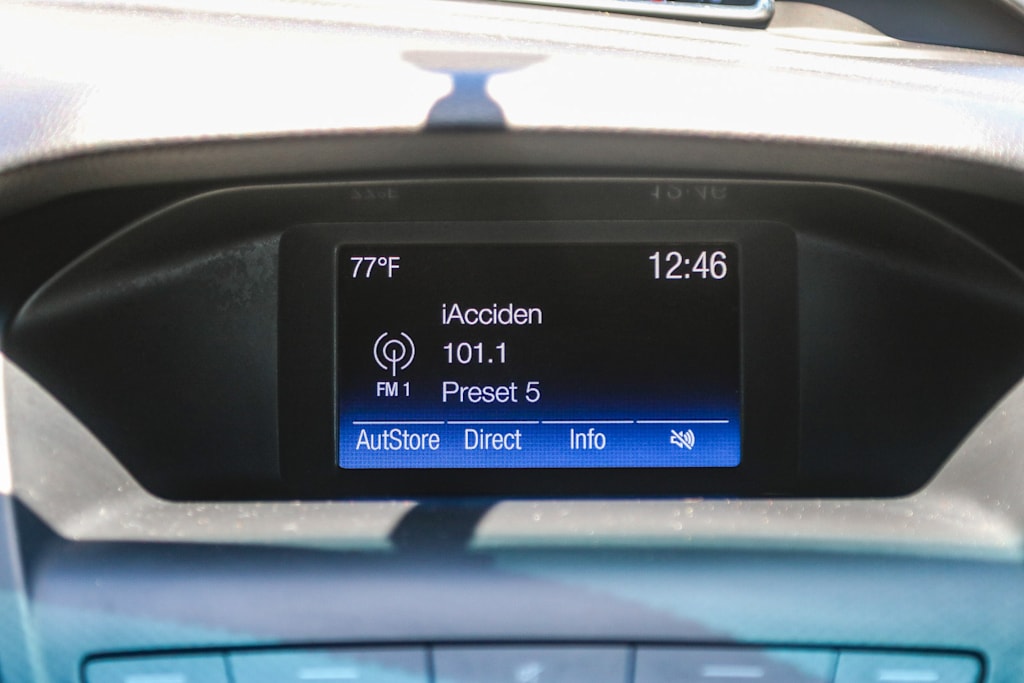 77°F 12:46
iAcciden
101.1
FM 1
Preset 5
AutStore Direct Info